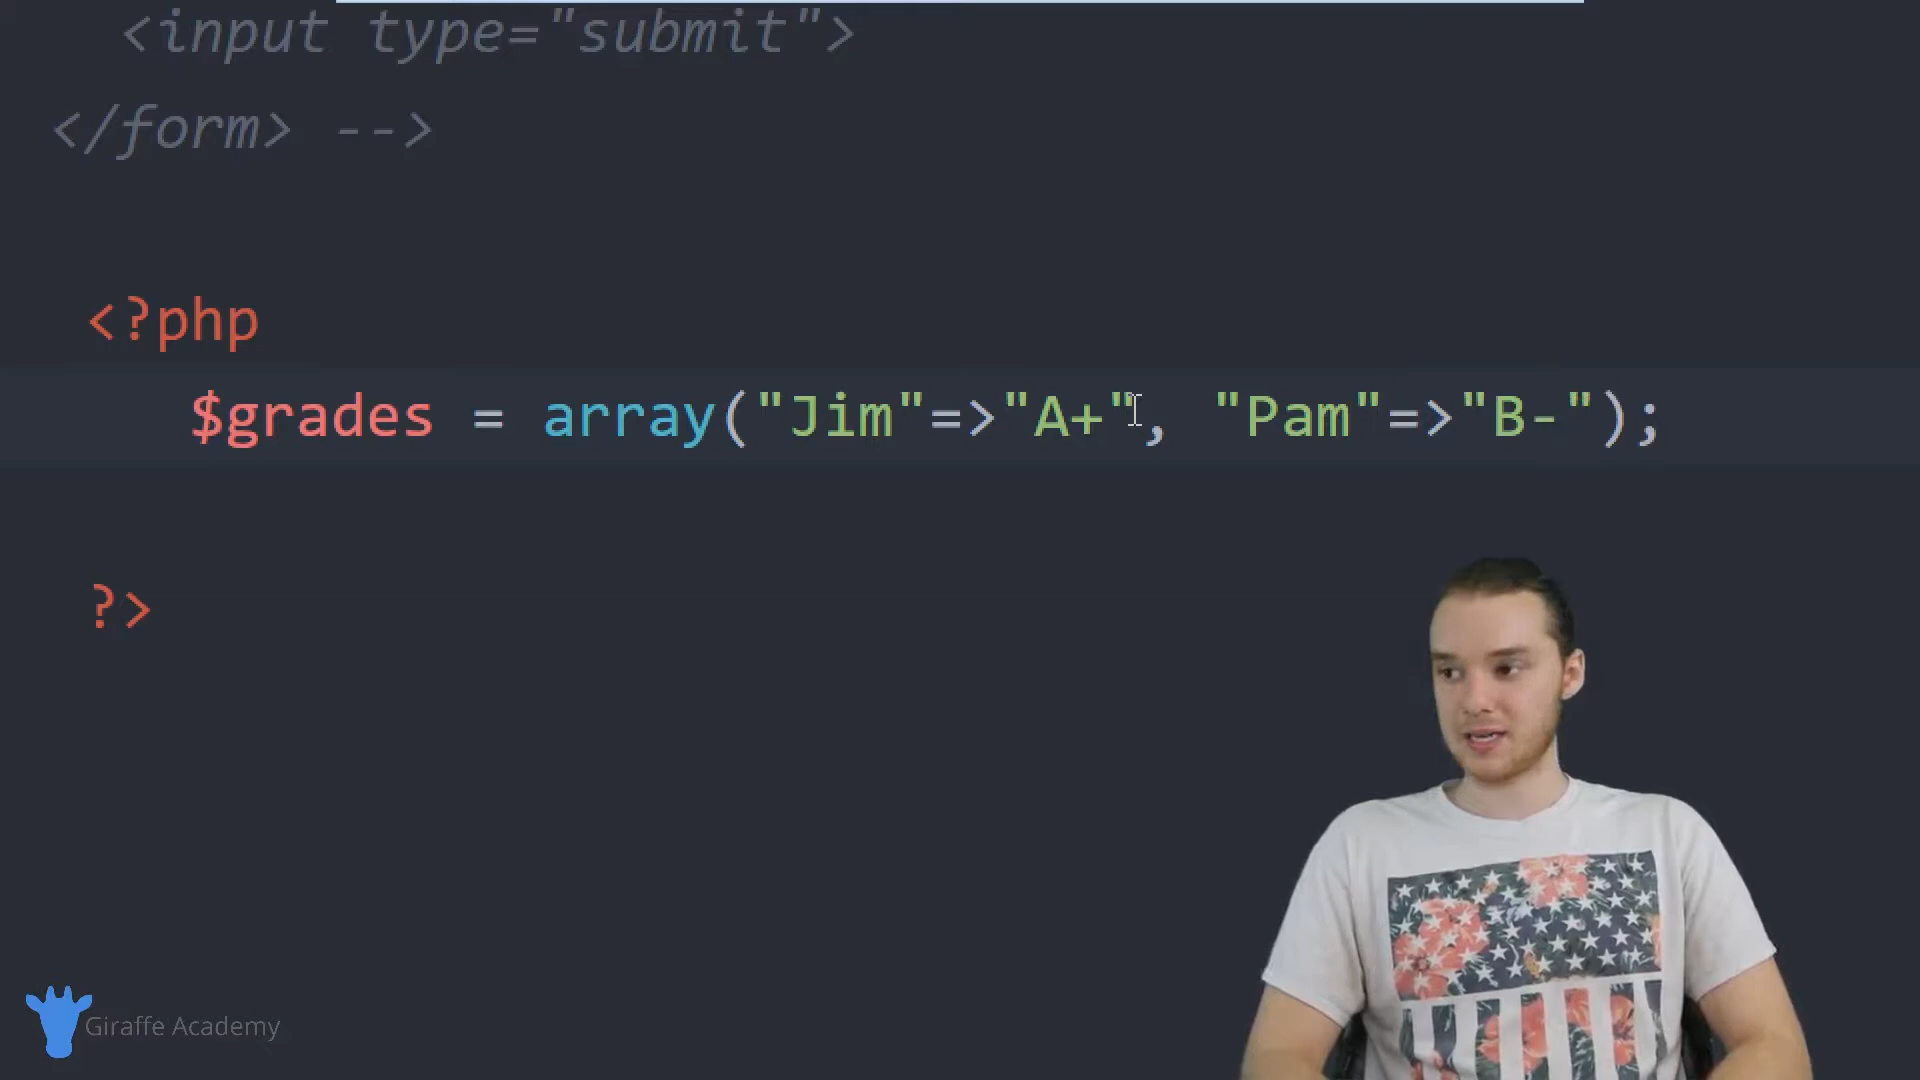 <input type="submit">
</form> -->
<?php
$grades = array("Jim"=>"A+", "Pam"=>"B-");
?>
Giraffe Academy